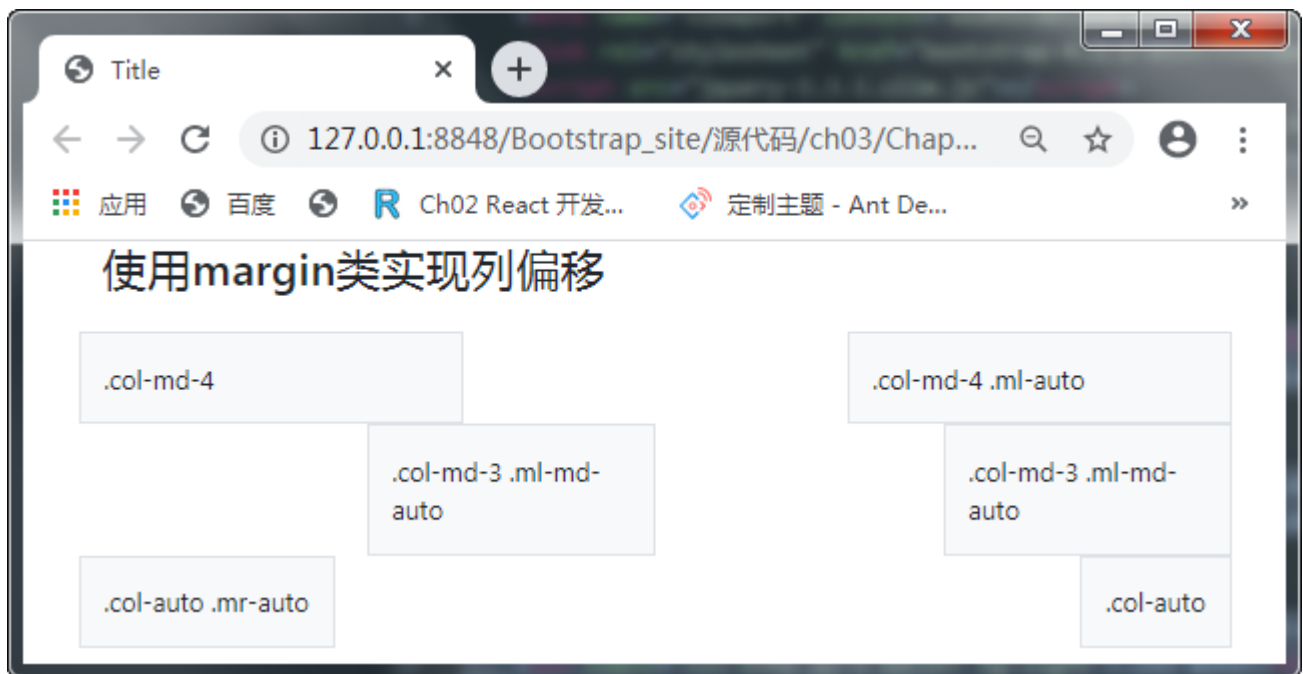 Title
127.0.0.1:8848/Bootstrap_site/源代码/ch03/Chap...
应用 百度 Ch02 React 开发... 定制主题 - Ant De...
使用margin类实现列偏移
.col-md-4 .col-md-4 .ml-auto
.col-md-3 .ml-md- .col-md-3 .ml-md-
auto auto
.col-auto .mr-auto .col-auto